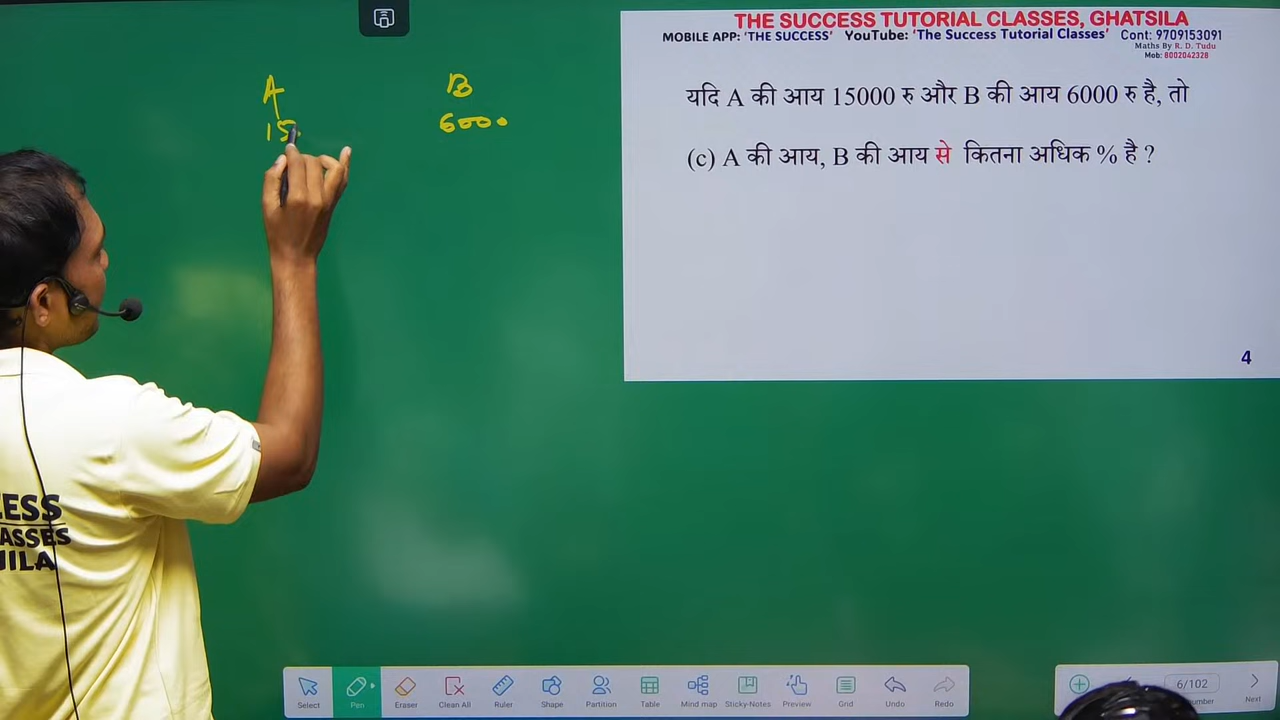 THE SUCCESS TUTORIAL CLASSES, GHATSILA
MOBILE APP: 'THE SUCCESS' YouTube: 'The Success Tutorial Classes' Cont: 9709153091
Maths By R. D. Tudu
Mob: 8002042328
A B
15 6000
यदि A की आय 15000 रु और B की आय 6000 रु है, तो
(c) A की आय, B की आय से कितना अधिक % है ?
4
CESS
ASSES
Select Pen Eraser Clean All Ruler Shape Partition Table Mind map Sticky-Notes Preview Grid Undo Redo
6/102
Next